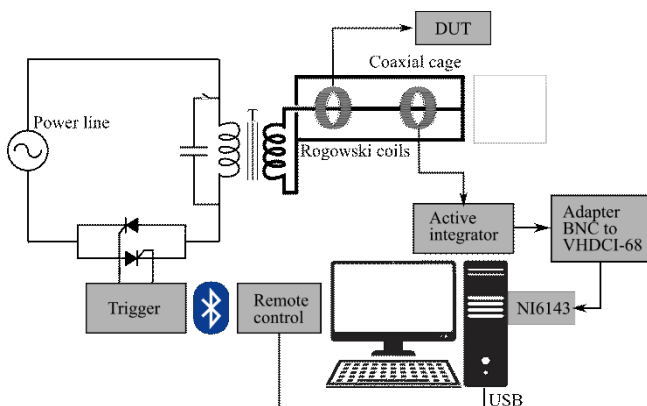 DUT
Coaxial cage
Power line
T
Rogowski coils
Active
integrator
Adapter
BNC to
VHDCI-68
Trigger
Remote
control
NI6143
USB